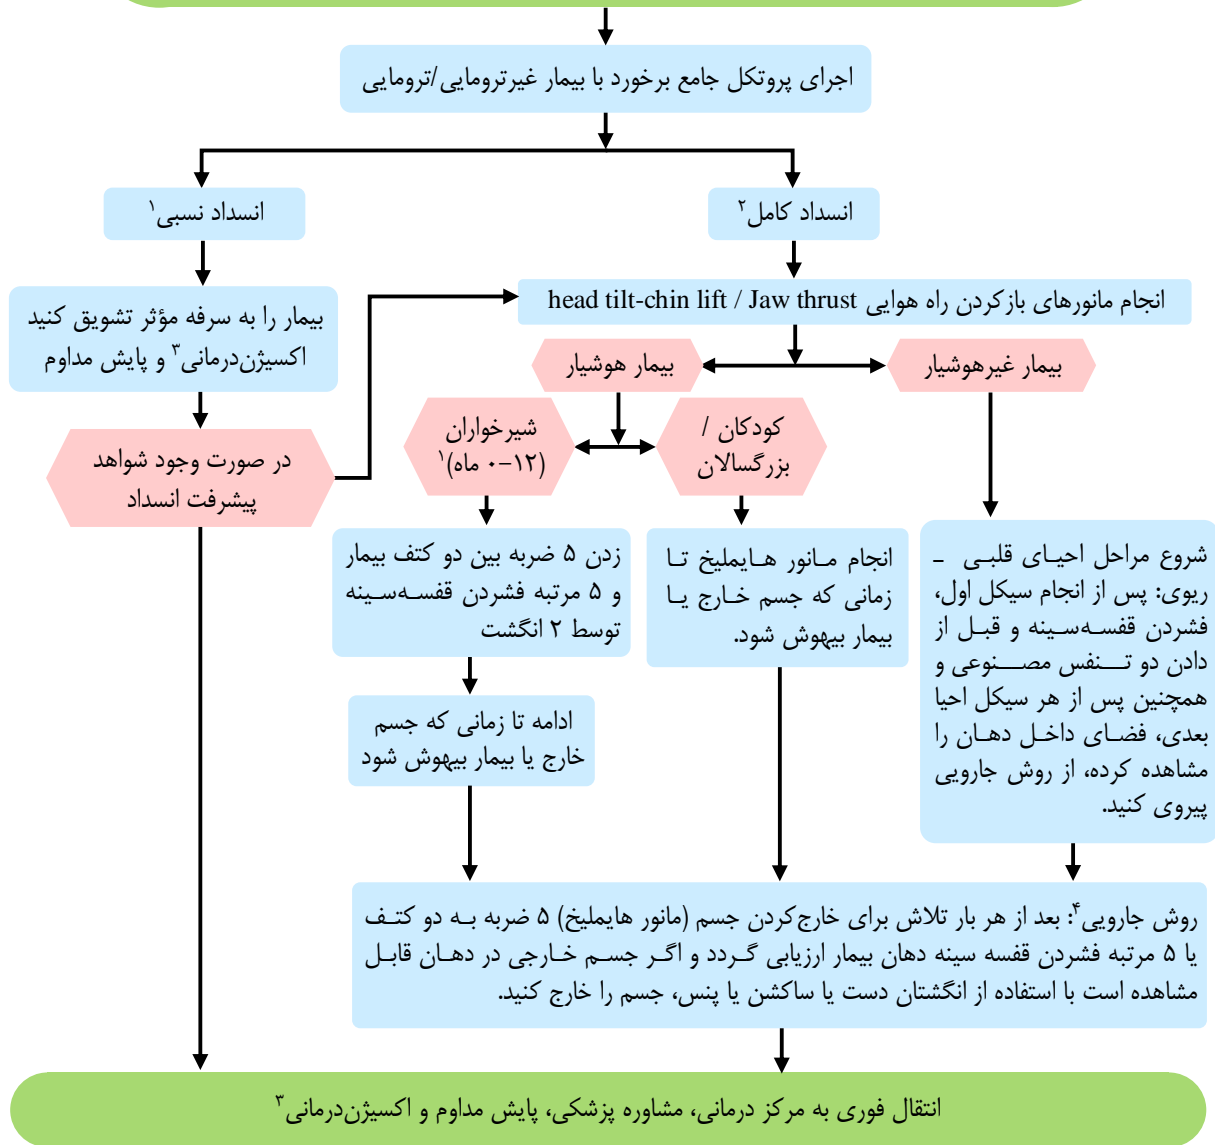 اجرای پروتکل جامع برخورد با بیمار غیرترومایی/ترومایی
انسداد کامل۲
انسداد نسبی۱
انجام مانورهای بازکردن راه هوایی head tilt-chin lift / Jaw thrust
بیمار را به سرفه مؤثر تشویق کنید
اکسیژن‌درمانی۳ و پایش مداوم
بیمار غیرهوشیار
بیمار هوشیار
کودکان /
بزرگسالان
شیرخواران
(۱۲-۰ ماه)۱
در صورت وجود شواهد
پیشرفت انسداد
شروع مراحل احیای قلبی –
ریوی: پس از انجام سیکل اول،
فشردن قفسه‌سینه و قبل از
دادن دو تنفس مصنوعی و
همچنین پس از هر سیکل احیا
بعدی، فضای داخل دهان را
مشاهده کرده، از روش جارویی
پیروی کنید.
انجام مانور هایملیخ تا
زمانی که جسم خارج یا
بیمار بیهوش شود.
زدن ۵ ضربه بین دو کتف بیمار
و ۵ مرتبه فشردن قفسه‌سینه
توسط ۲ انگشت
ادامه تا زمانی که جسم
خارج یا بیمار بیهوش شود
روش جارویی۴: بعد از هر بار تلاش برای خارج‌کردن جسم (مانور هایملیخ) ۵ ضربه به دو کتف
یا ۵ مرتبه فشردن قفسه سینه دهان بیمار ارزیابی گردد و اگر جسم خارجی در دهان قابل
مشاهده است با استفاده از انگشتان دست یا ساکشن یا پنس، جسم را خارج کنید.
انتقال فوری به مرکز درمانی، مشاوره پزشکی، پایش مداوم و اکسیژن‌درمانی۳